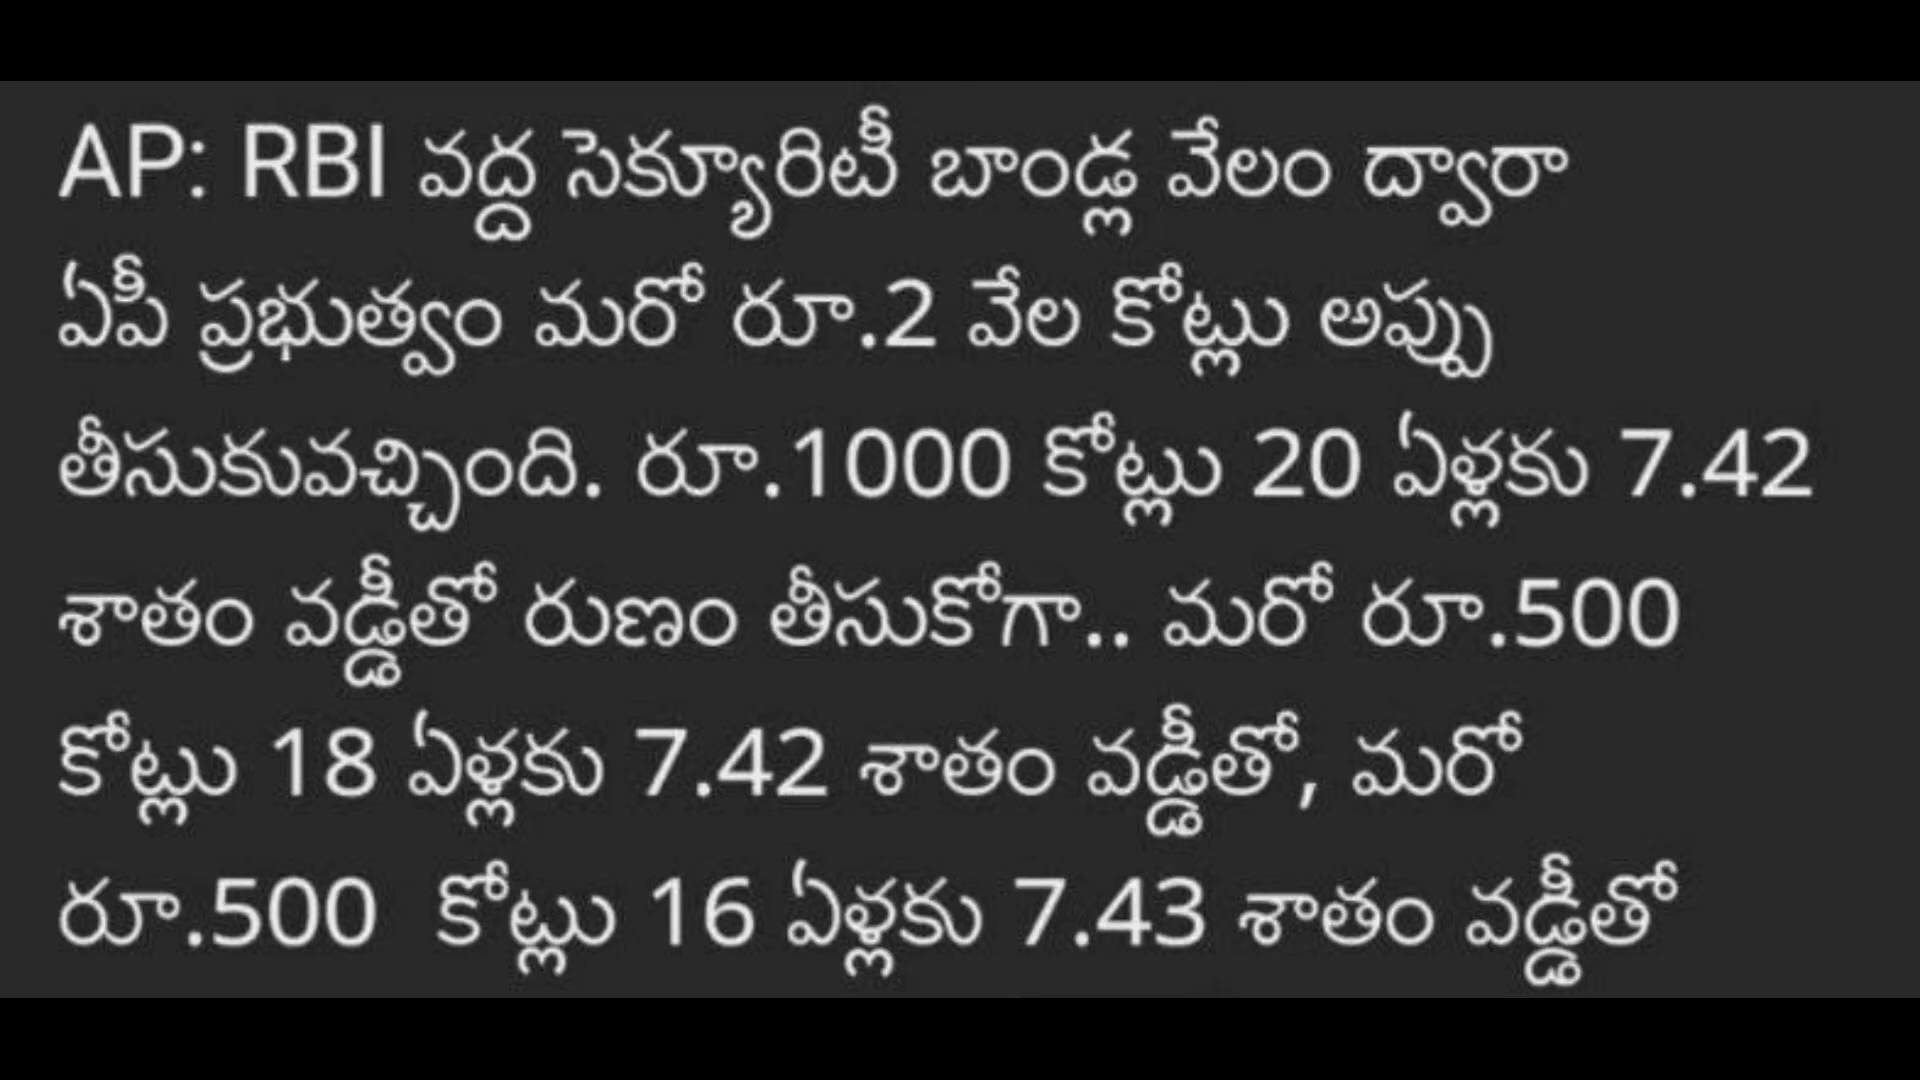 AP: RBI వద్ద సెక్యూరిటీ బాండ్ల వేలం ద్వారా
ఏపీ ప్రభుత్వం మరో రూ.2 వేల కోట్లు అప్పు
తీసుకువచ్చింది. రూ.1000 కోట్లు 20 ఏళ్లకు 7.42
శాతం వడ్డీతో రుణం తీసుకోగా.. మరో రూ.500
కోట్లు 18 ఏళ్లకు 7.42 శాతం వడ్డీతో, మరో
రూ.500 కోట్లు 16 ఏళ్లకు 7.43 శాతం వడ్డీతో